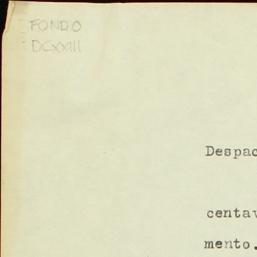 FONDO
DCXXIII
Despac
centav
mento.